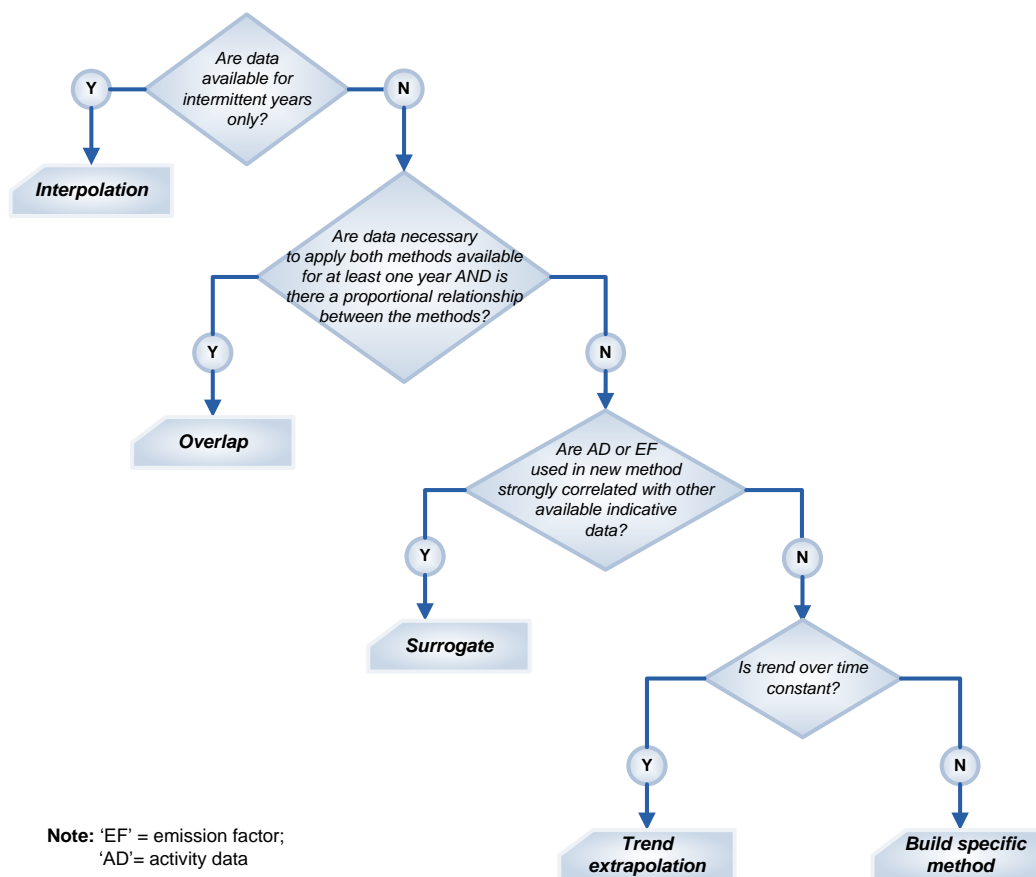 Are data
available for
intermittent years
only?
Y
N
Interpolation
Are data necessary
to apply both methods available
for at least one year AND is
there a proportional relationship
between the methods?
Y
N
Overlap
Are AD or EF
used in new method
strongly correlated with other
available indicative
data?
Y
N
Surrogate
Is trend over time
constant?
Y
N
Trend
extrapolation
Build specific
method
Note: ‘EF’ = emission factor;
‘AD’= activity data